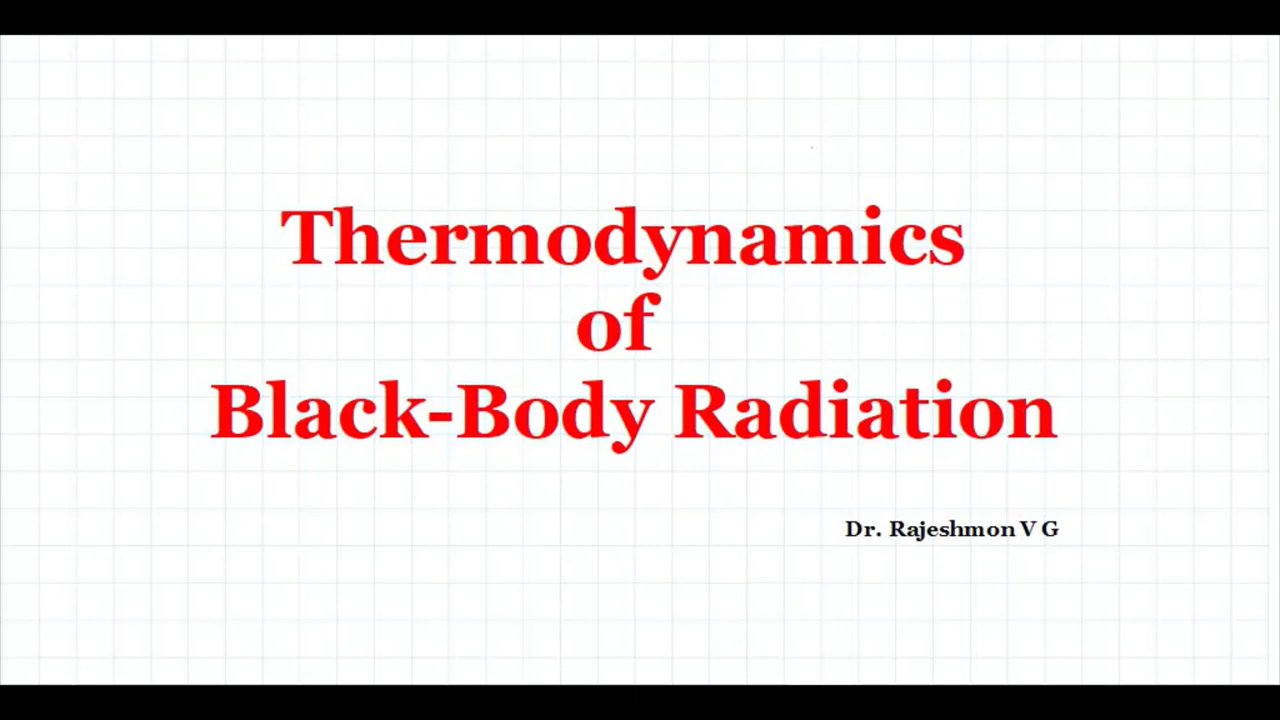 Thermodynamics
of
Black-Body Radiation
Dr. Rajeshmon V G